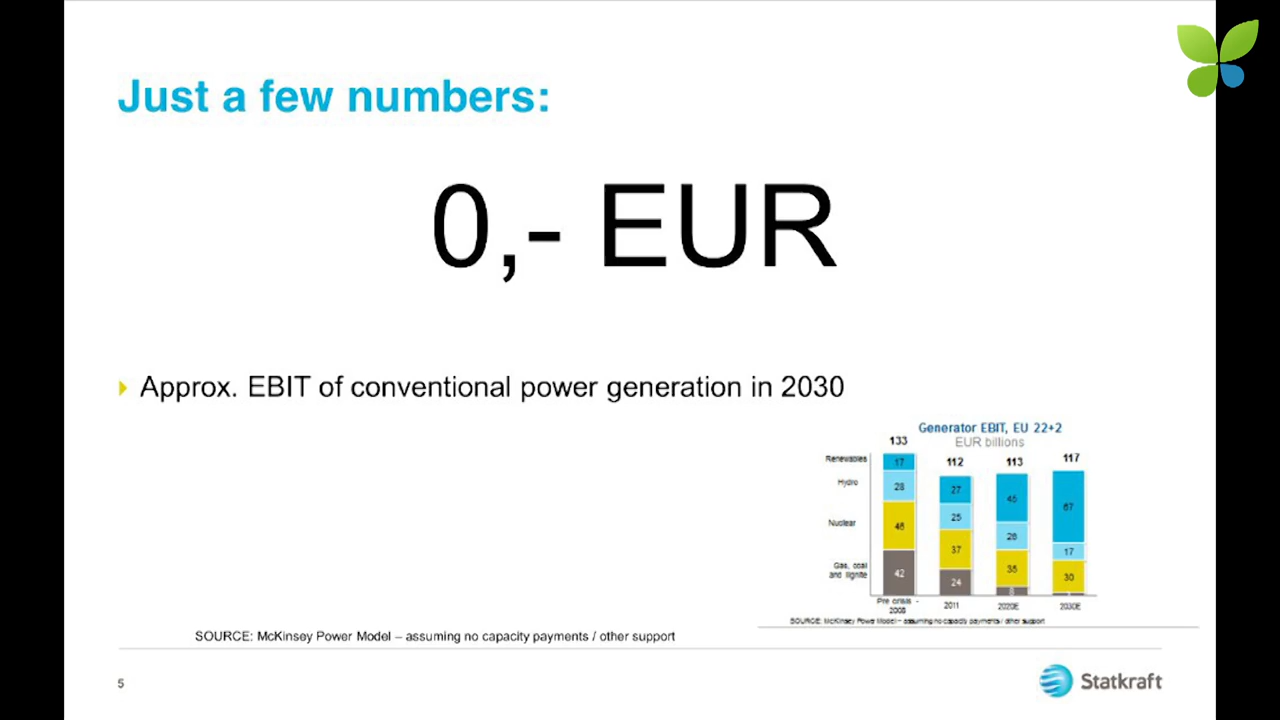 Just a few numbers:
0,- EUR
Approx. EBIT of conventional power generation in 2030
Generator EBIT, EU 22+2
EUR billions
133
112
113
117
Renewables
17
27
45
67
Hydro
28
25
26
17
Nuclear
46
37
35
30
Gas, coal
and lignite
42
24
Pre crisis -
2008
2011
2020E
2030E
SOURCE: McKinsey Power Model – assuming no capacity payments / other support
SOURCE: McKinsey Power Model – assuming no capacity payments / other support
5
Statkraft